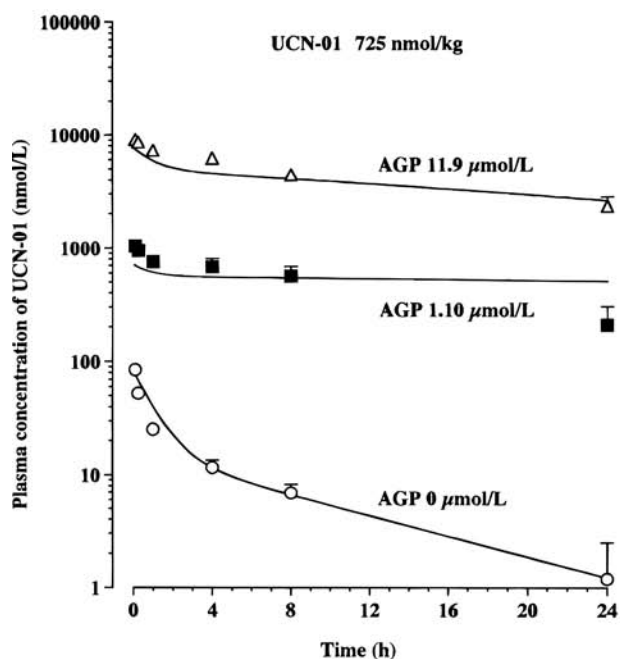 UCN-01 725 nmol/kg
Plasma concentration of UCN-01 (nmol/L)
100000
10000
1000
100
10
1
AGP 11.9 μmol/L
AGP 1.10 μmol/L
AGP 0 μmol/L
0 4 8 12 16 20 24
Time (h)